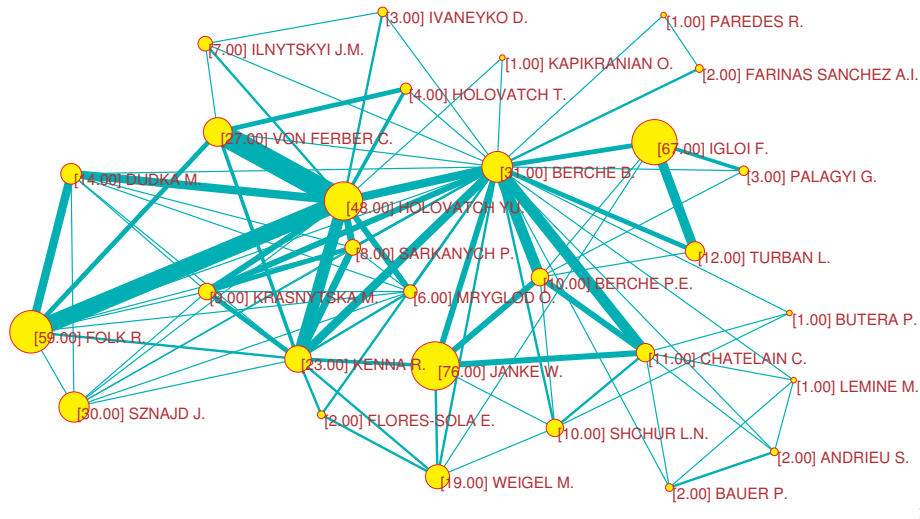 [3.00] IVANEYKO D.
[1.00] PAREDES R.
[7.00] ILNYTSKYI J.M.
[1.00] KAPIKRANIAN O.
[2.00] FARINAS SANCHEZ A.I.
[4.00] HOLOVATCH T.
[27.00] VON FERBER C.
[67.00] IGLOI F.
[14.00] DUDKA M.
[31.00] BERCHE B.
[3.00] PALAGYI G.
[48.00] HOLOVATCH YU.
[8.00] SARKANYCH P.
[12.00] TURBAN L.
[10.00] BERCHE P.E.
[9.00] KRASNYTSKA M.
[6.00] MRYGLOD O.
[1.00] BUTERA P.
[59.00] FOLK R.
[11.00] CHATELAIN C.
[23.00] KENNA R.
[76.00] JANKE W.
[1.00] LEMINE M.
[30.00] SZNAJD J.
[2.00] FLORES-SOLA E.
[10.00] SHCHUR L.N.
[2.00] ANDRIEU S.
[19.00] WEIGEL M.
[2.00] BAUER P.